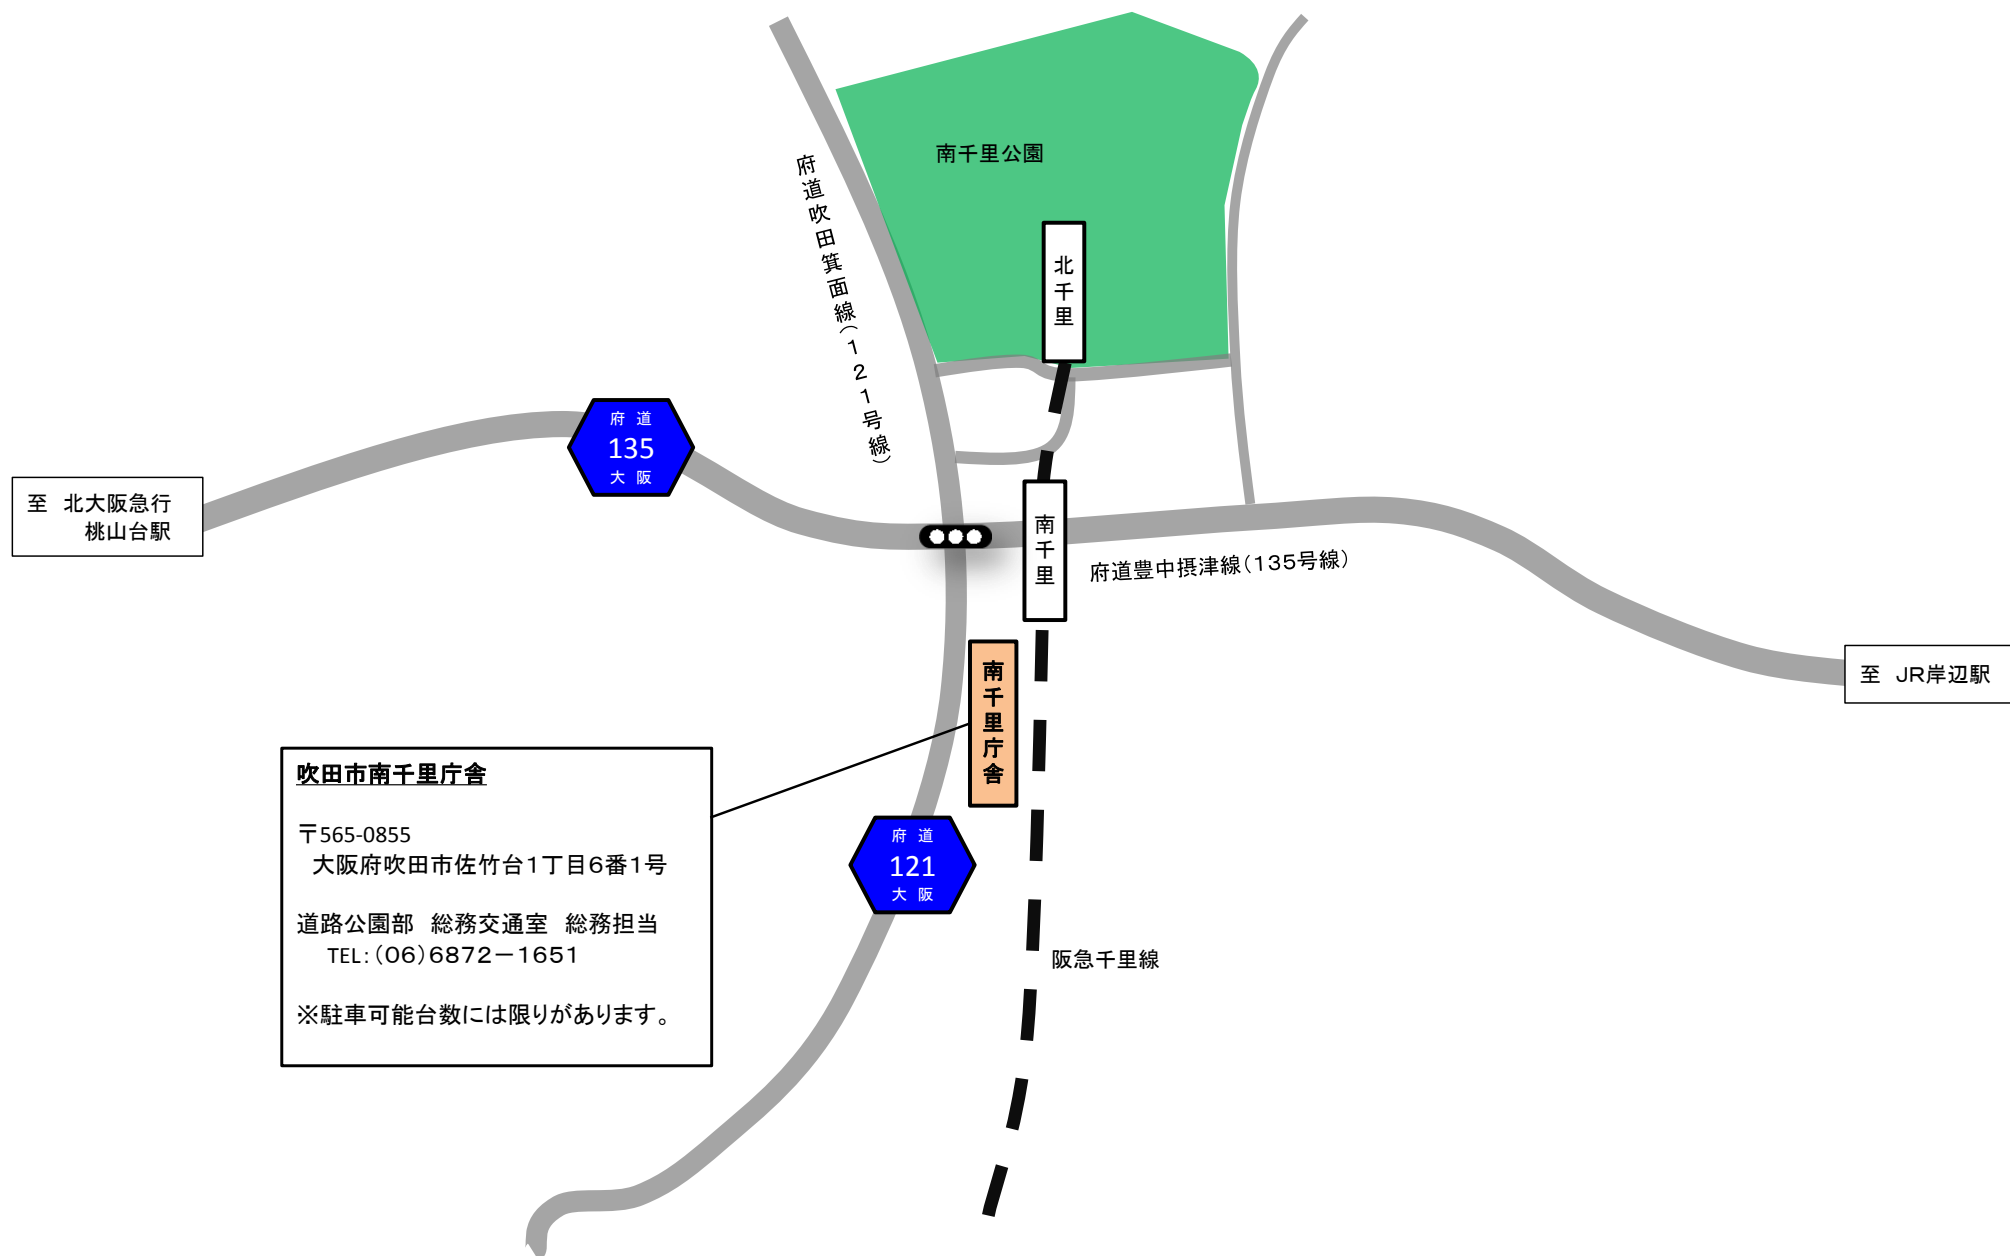 南千里公園
府道吹田箕面線(１２１号線)
北千里
府 道
135
大 阪
至　北大阪急行
桃山台駅
南千里
府道豊中摂津線(135号線)
至　JR岸辺駅
南千里庁舎
吹田市南千里庁舎
〒565-0855
大阪府吹田市佐竹台１丁目６番１号
道路公園部　総務交通室　総務担当
TEL:(06)6872－1651
※駐車可能台数には限りがあります。
府 道
121
大 阪
阪急千里線